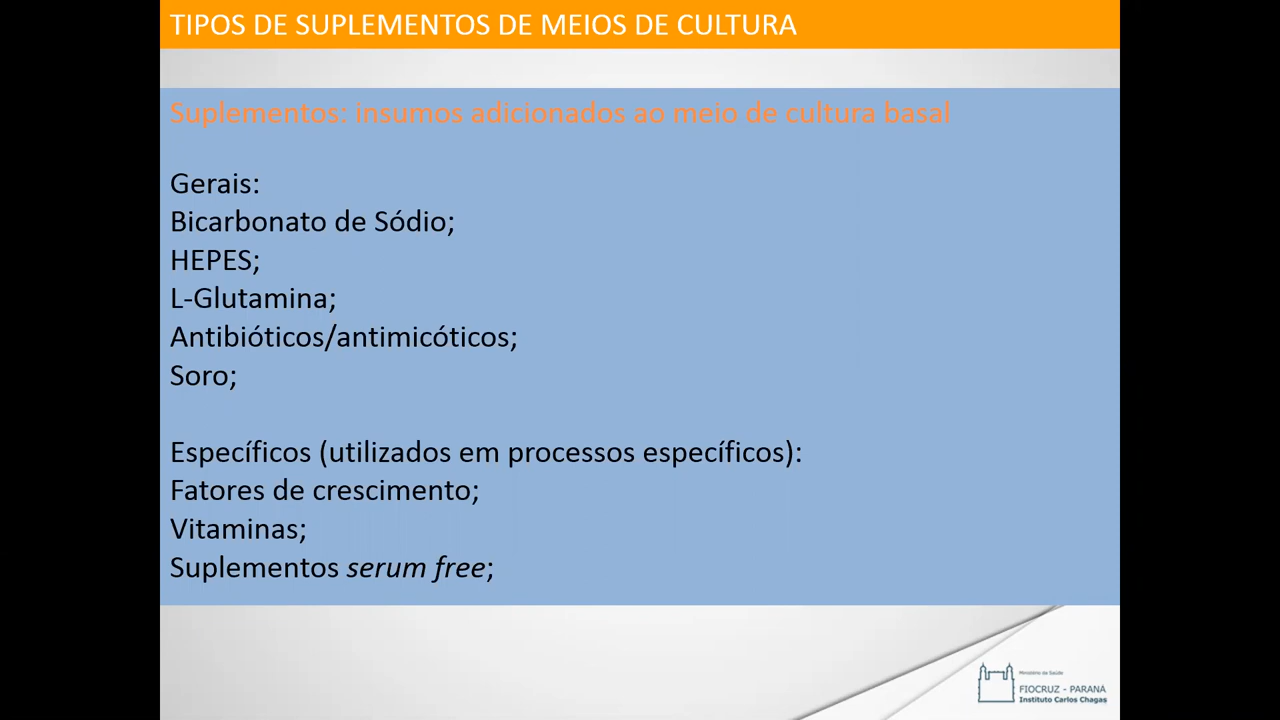 TIPOS DE SUPLEMENTOS DE MEIOS DE CULTURA
Suplementos: insumos adicionados ao meio de cultura basal
Gerais:
Bicarbonato de Sódio;
HEPES;
L-Glutamina;
Antibióticos/antimicóticos;
Soro;
Específicos (utilizados em processos específicos):
Fatores de crescimento;
Vitaminas;
Suplementos serum free;
Ministério da Saúde
FIOCRUZ - PARANÁ
Instituto Carlos Chagas